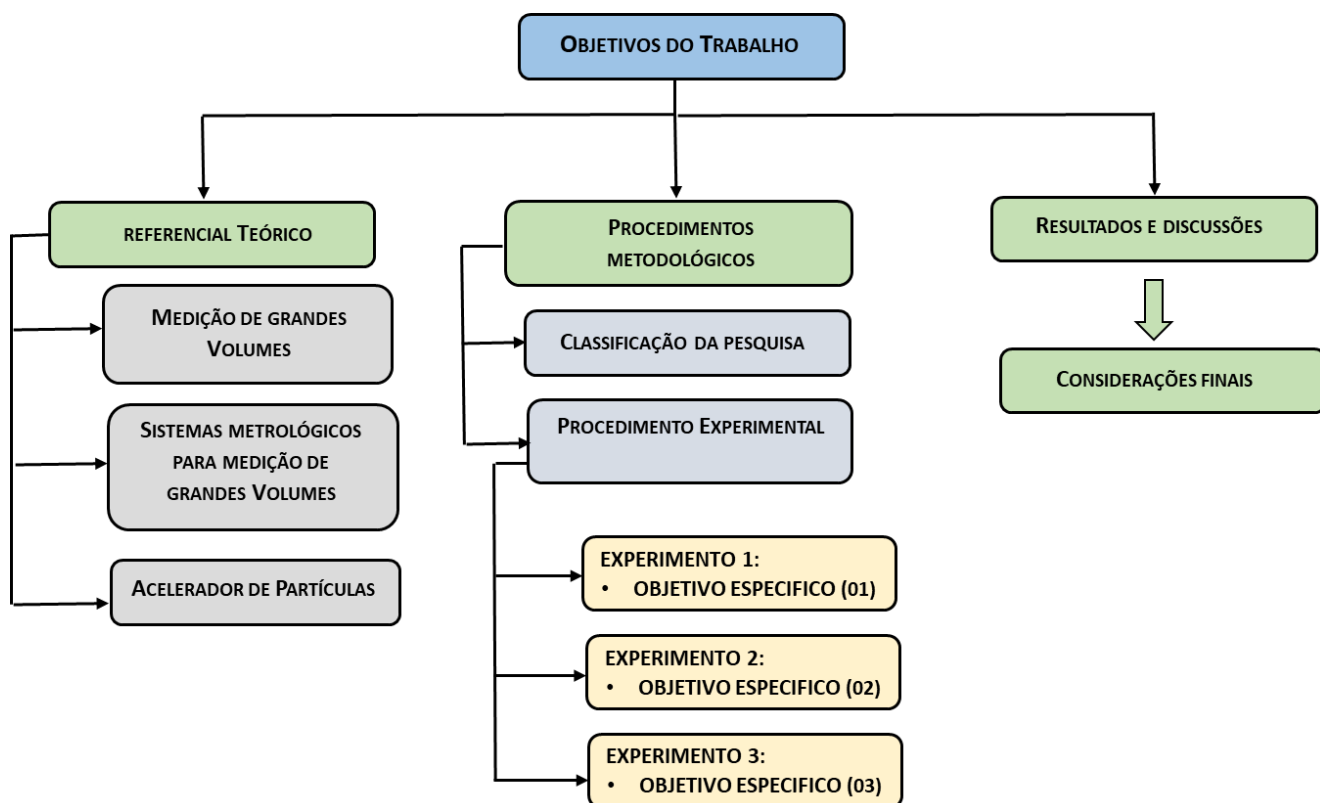 OBJETIVOS DO TRABALHO
REFERENCIAL TEÓRICO
MEDIÇÃO DE GRANDES
VOLUMES
SISTEMAS METROLÓGICOS
PARA MEDIÇÃO DE
GRANDES VOLUMES
ACELERADOR DE PARTÍCULAS
PROCEDIMENTOS
METODOLÓGICOS
CLASSIFICAÇÃO DA PESQUISA
PROCEDIMENTO EXPERIMENTAL
EXPERIMENTO 1:
• OBJETIVO ESPECIFICO (01)
EXPERIMENTO 2:
• OBJETIVO ESPECIFICO (02)
EXPERIMENTO 3:
• OBJETIVO ESPECIFICO (03)
RESULTADOS E DISCUSSÕES
CONSIDERAÇÕES FINAIS